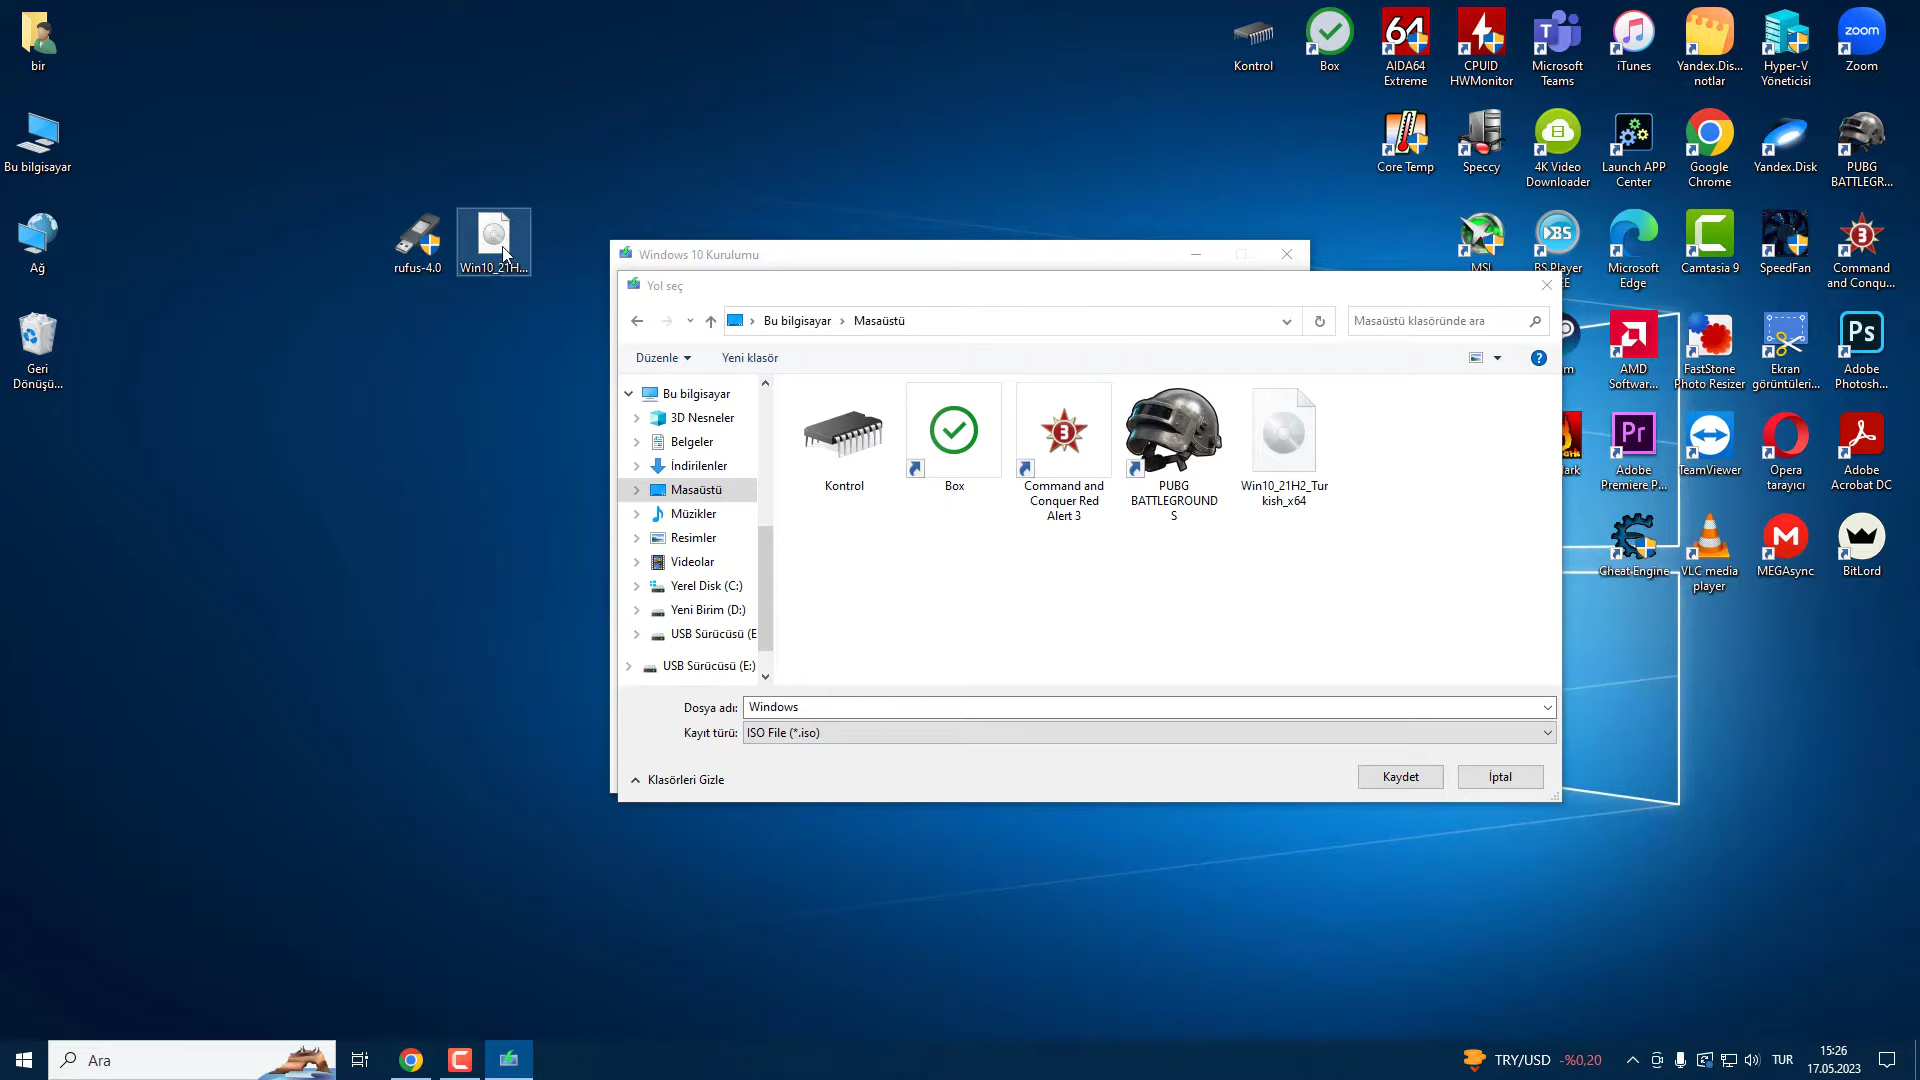 bir
Bu bilgisayar
Ağ
Geri
Dönüşü...
rufus-4.0
Win10_21H...
Kontrol
Box
AIDA64
Extreme
CPUID
HWMonitor
Microsoft
Teams
iTunes
Yandex.Dis...
notlar
Hyper-V
Yöneticisi
zoom
Zoom
Core Temp
Speccy
4K Video
Downloader
Launch APP
Center
Google
Chrome
Yandex.Disk
PUBG
BATTLEGR...
MSI
BS.Player
Microsoft
Edge
Camtasia 9
SpeedFan
Command
and Conqu...
AMD
Softwar...
FastStone
Photo Resizer
Ekran
görüntüleri...
Adobe
Photosh...
Adobe
Premiere P...
TeamViewer
Opera
tarayıcı
Adobe
Acrobat DC
Cheat Engine
VLC media
player
MEGAsync
BitLord
Windows 10 Kurulumu
Yol seç
Bu bilgisayar
Masaüstü
Masaüstü klasöründe ara
Düzenle
Yeni klasör
Bu bilgisayar
3D Nesneler
Belgeler
İndirilenler
Masaüstü
Müzikler
Resimler
Videolar
Yerel Disk (C:)
Yeni Birim (D:)
USB Sürücüsü (E
USB Sürücüsü (E:)
Kontrol
Box
Command and
Conquer Red
Alert 3
PUBG
BATTLEGROUND
S
Win10_21H2_Tur
kish_x64
Dosya adı: Windows
Kayıt türü: ISO File (*.iso)
Klasörleri Gizle
Kaydet
İptal
Ara
TRY/USD -%0,20
TUR
15:26
17.05.2023